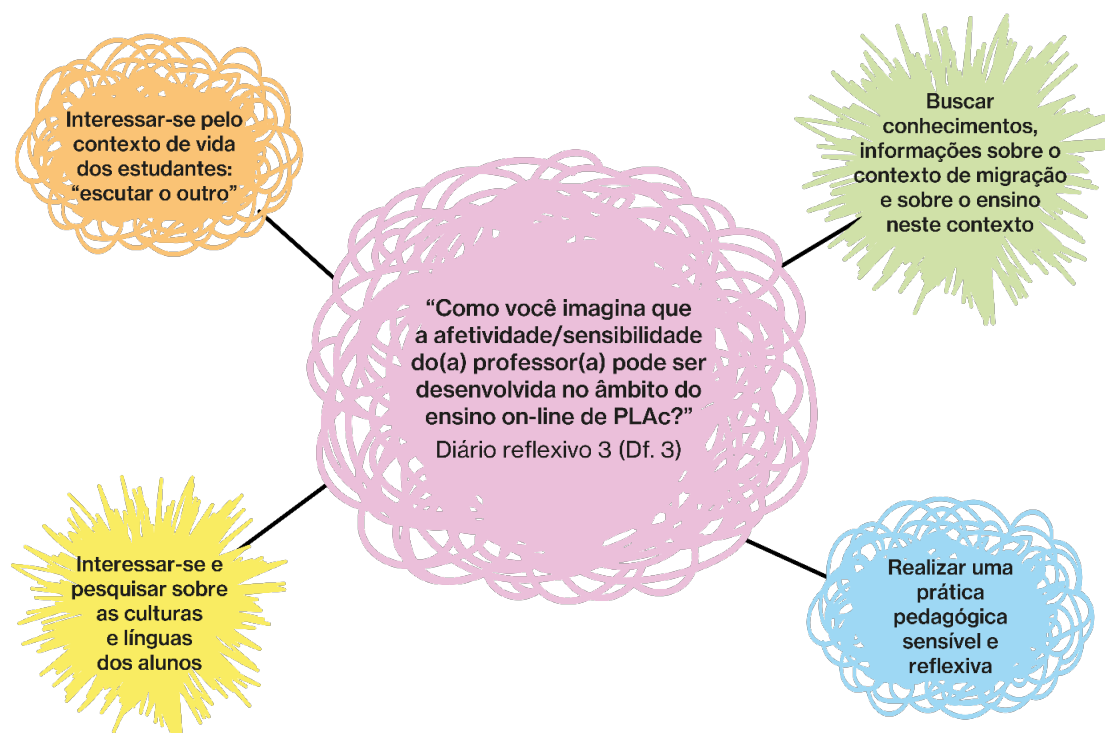 Interessar-se pelo
contexto de vida
dos estudantes:
“escutar o outro”
Buscar
conhecimentos,
informações sobre o
contexto de migração
e sobre o ensino
neste contexto
“Como você imagina que
a afetividade/sensibilidade
do(a) professor(a) pode ser
desenvolvida no âmbito do
ensino on-line de PLAc?”
Diário reflexivo 3 (Df. 3)
Interessar-se e
pesquisar sobre
as culturas
e línguas
dos alunos
Realizar uma
prática
pedagógica
sensível e
reflexiva